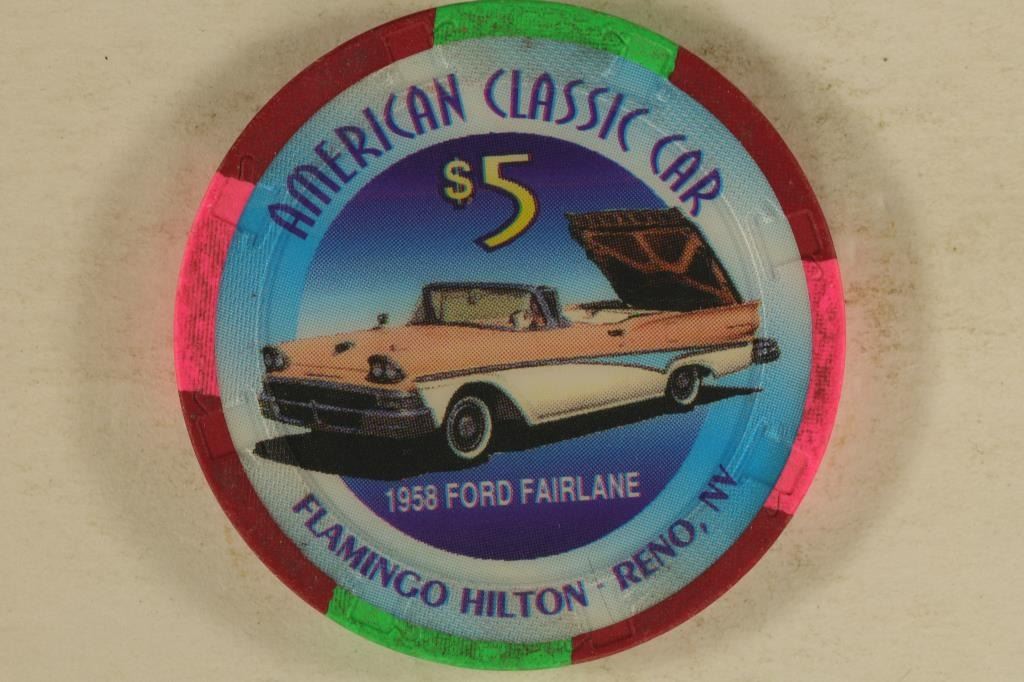 AMERICAN CLASSIC CAR
$5
1958 FORD FAIRLANE
FLAMINGO HILTON - RENO, NV